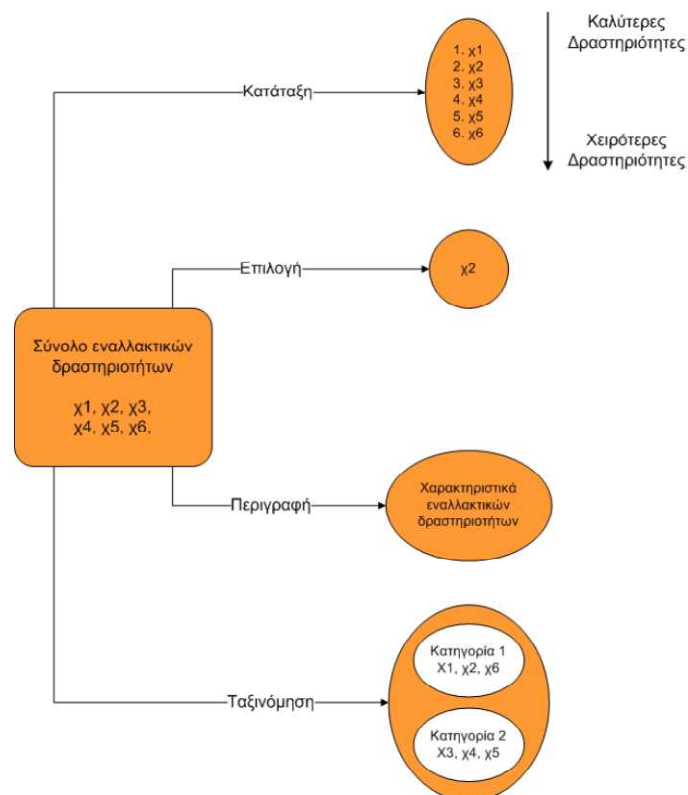 Καλύτερες
Δραστηριότητες
1. χ1
2. χ2
3. χ3
4. χ4
5. χ5
6. χ6
Κατάταξη
Χειρότερες
Δραστηριότητες
Επιλογή
χ2
Σύνολο εναλλακτικών
δραστηριοτήτων
χ1, χ2, χ3,
χ4, χ5, χ6,
Περιγραφή
Χαρακτηριστικά
εναλλακτικών
δραστηριοτήτων
Κατηγορία 1
Χ1, χ2, χ6
Ταξινόμηση
Κατηγορία 2
Χ3, χ4, χ5